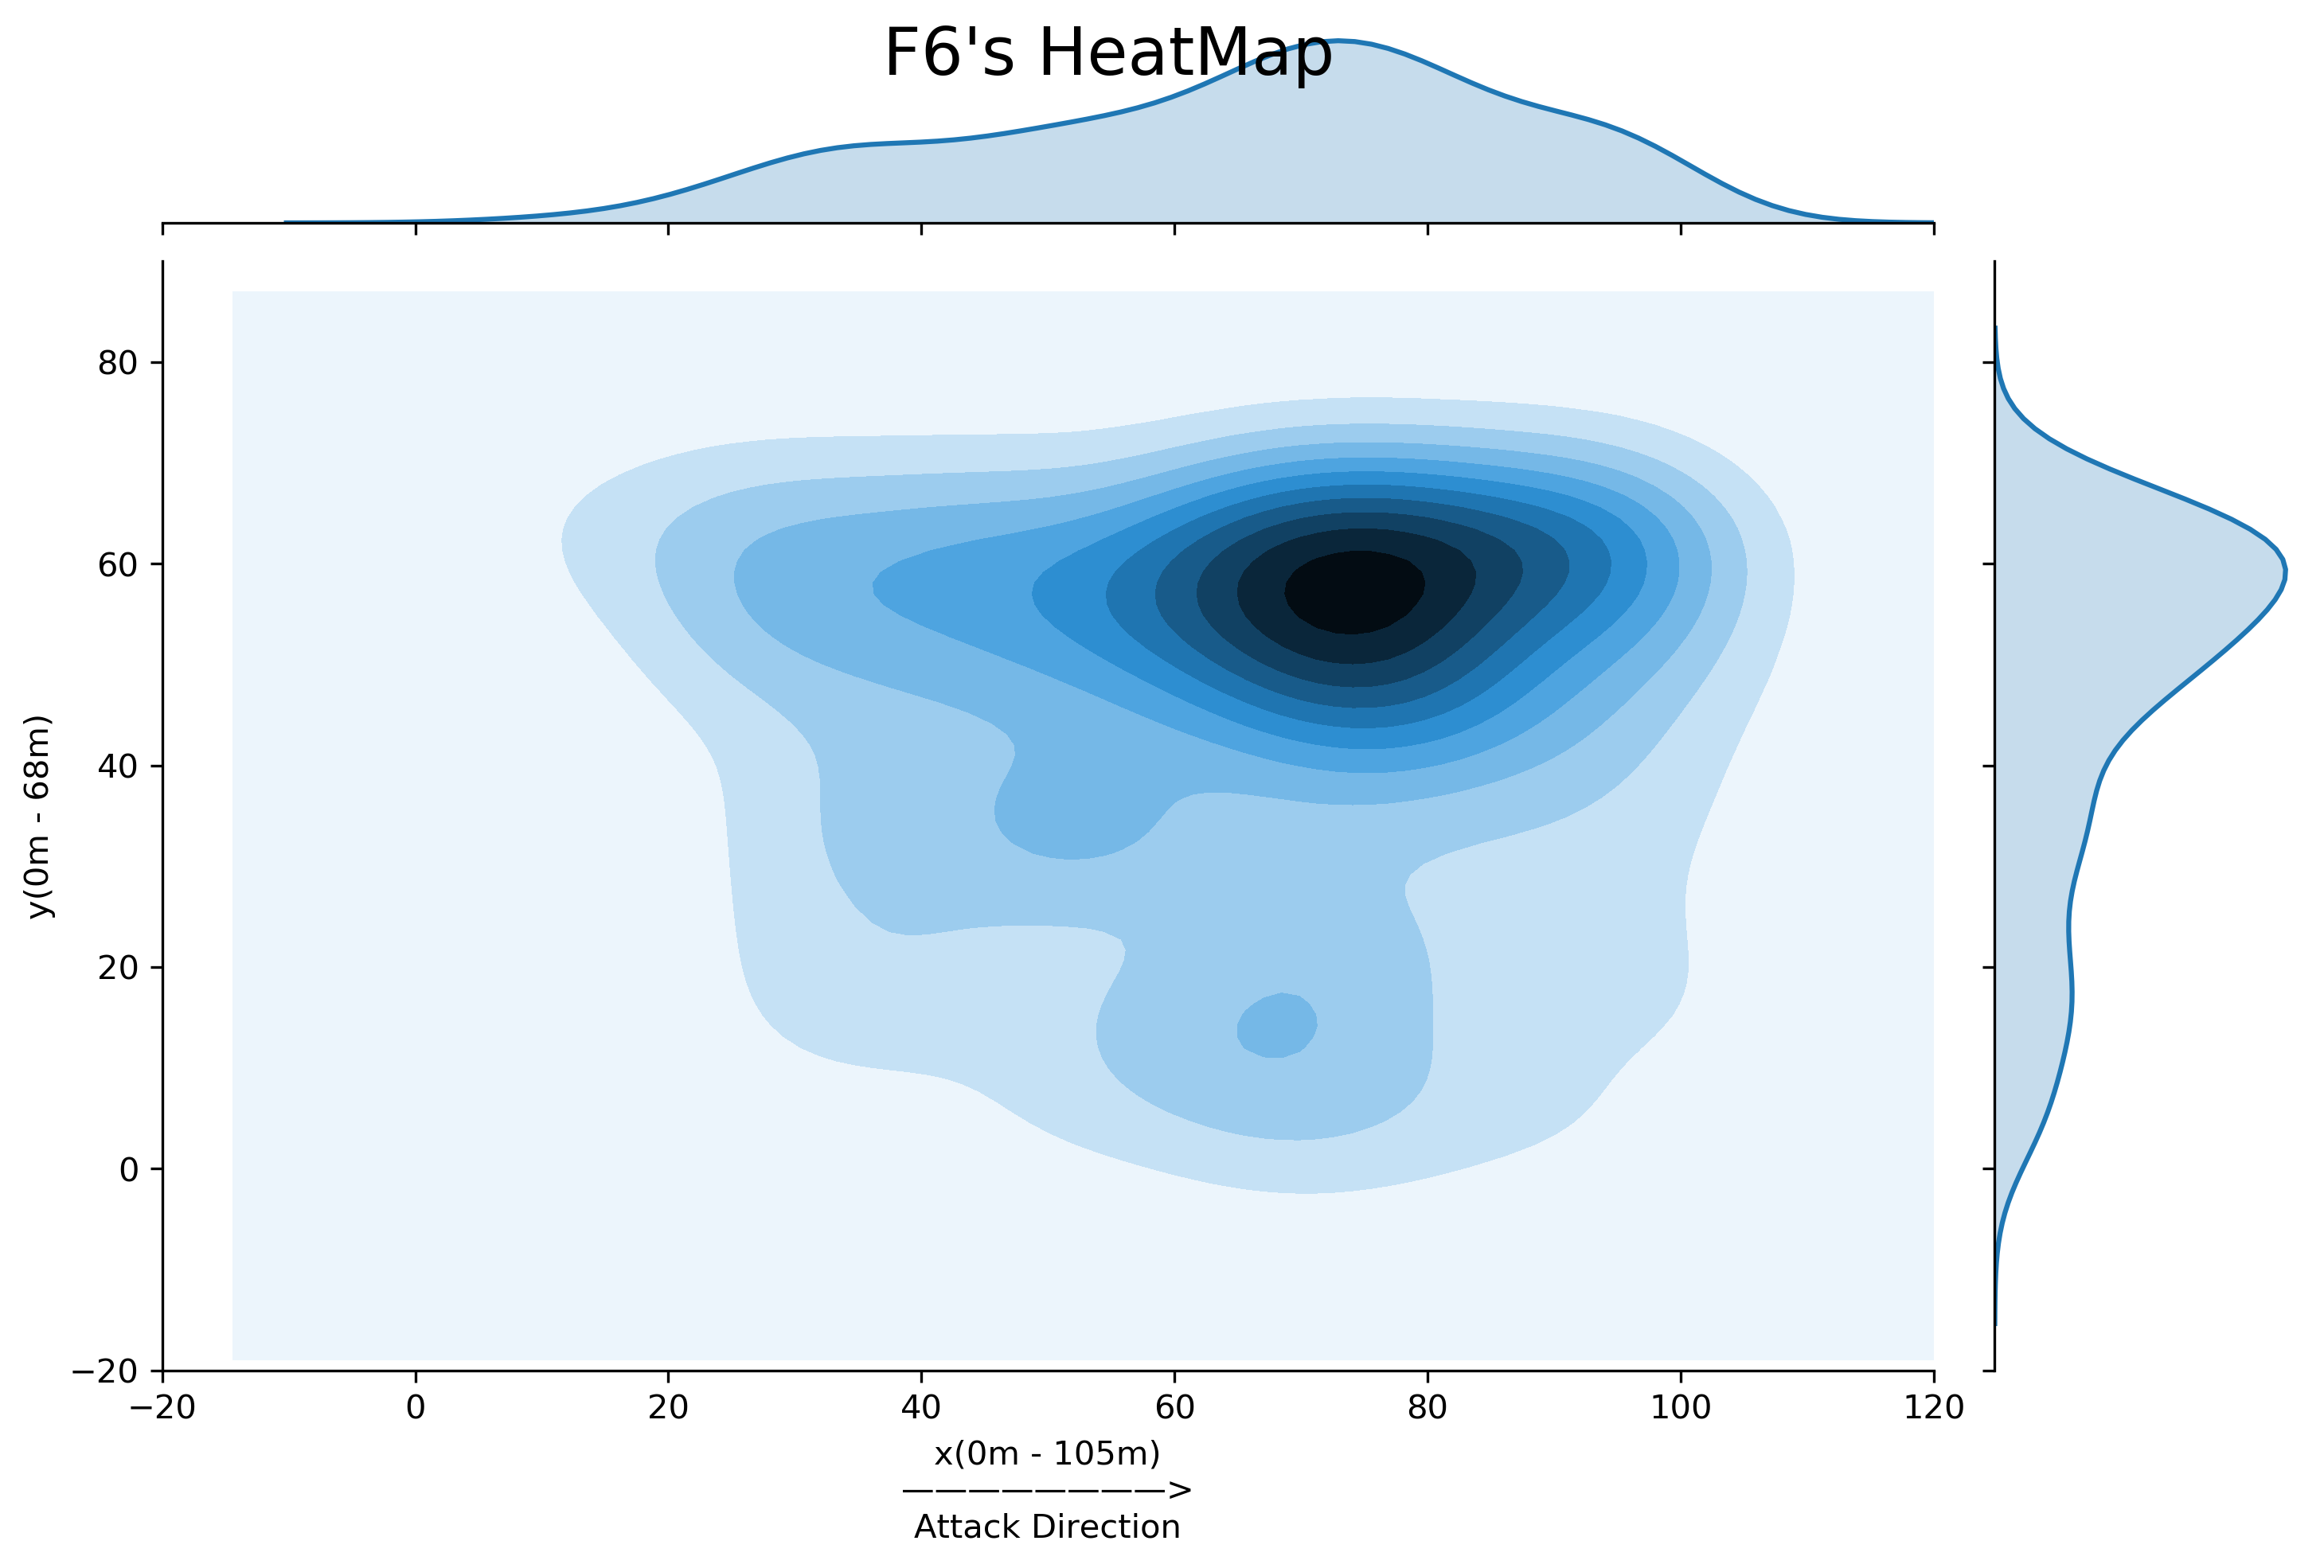 F6's HeatMap
80
60
40
20
0
−20
y(0m - 68m)
−20 0 20 40 60 80 100 120
x(0m - 105m)
————————>
Attack Direction